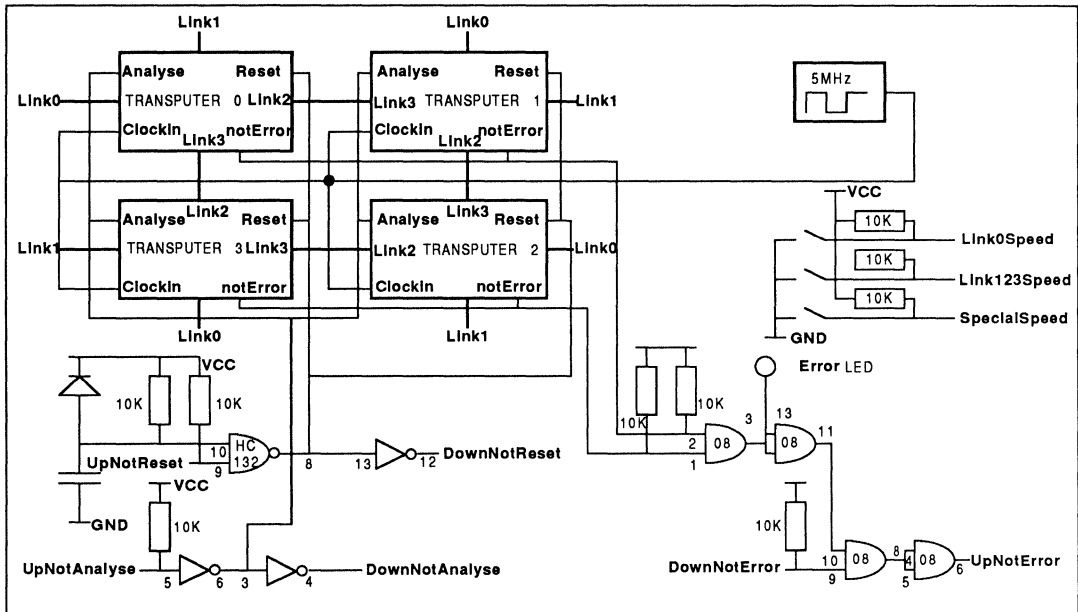 Link1 Link0
Analyse Reset Analyse Reset 5MHz
Link0 TRANSPUTER 0 Link2 Link3 TRANSPUTER 1 Link1
ClockIn notError ClockIn notError
Link3 Link2
VCC
Link2 Link3
Analyse Reset Analyse Reset 10K
Link0Speed
Link1 TRANSPUTER 3 Link3 Link2 TRANSPUTER 2 Link0
10K
Link123Speed
ClockIn notError ClockIn notError 10K
SpecialSpeed
Link0 Link1 GND
VCC Error LED
10K 10K 10K 10K 3 13
11
10 HC 2 08 08
UpNotReset 9 132 8 13 12 DownNotReset 1
VCC
GND 10K 10K
8
10 08 4 08 UpNotError
UpNotAnalyse 5 6 3 4 DownNotAnalyse DownNotError 9 5 6